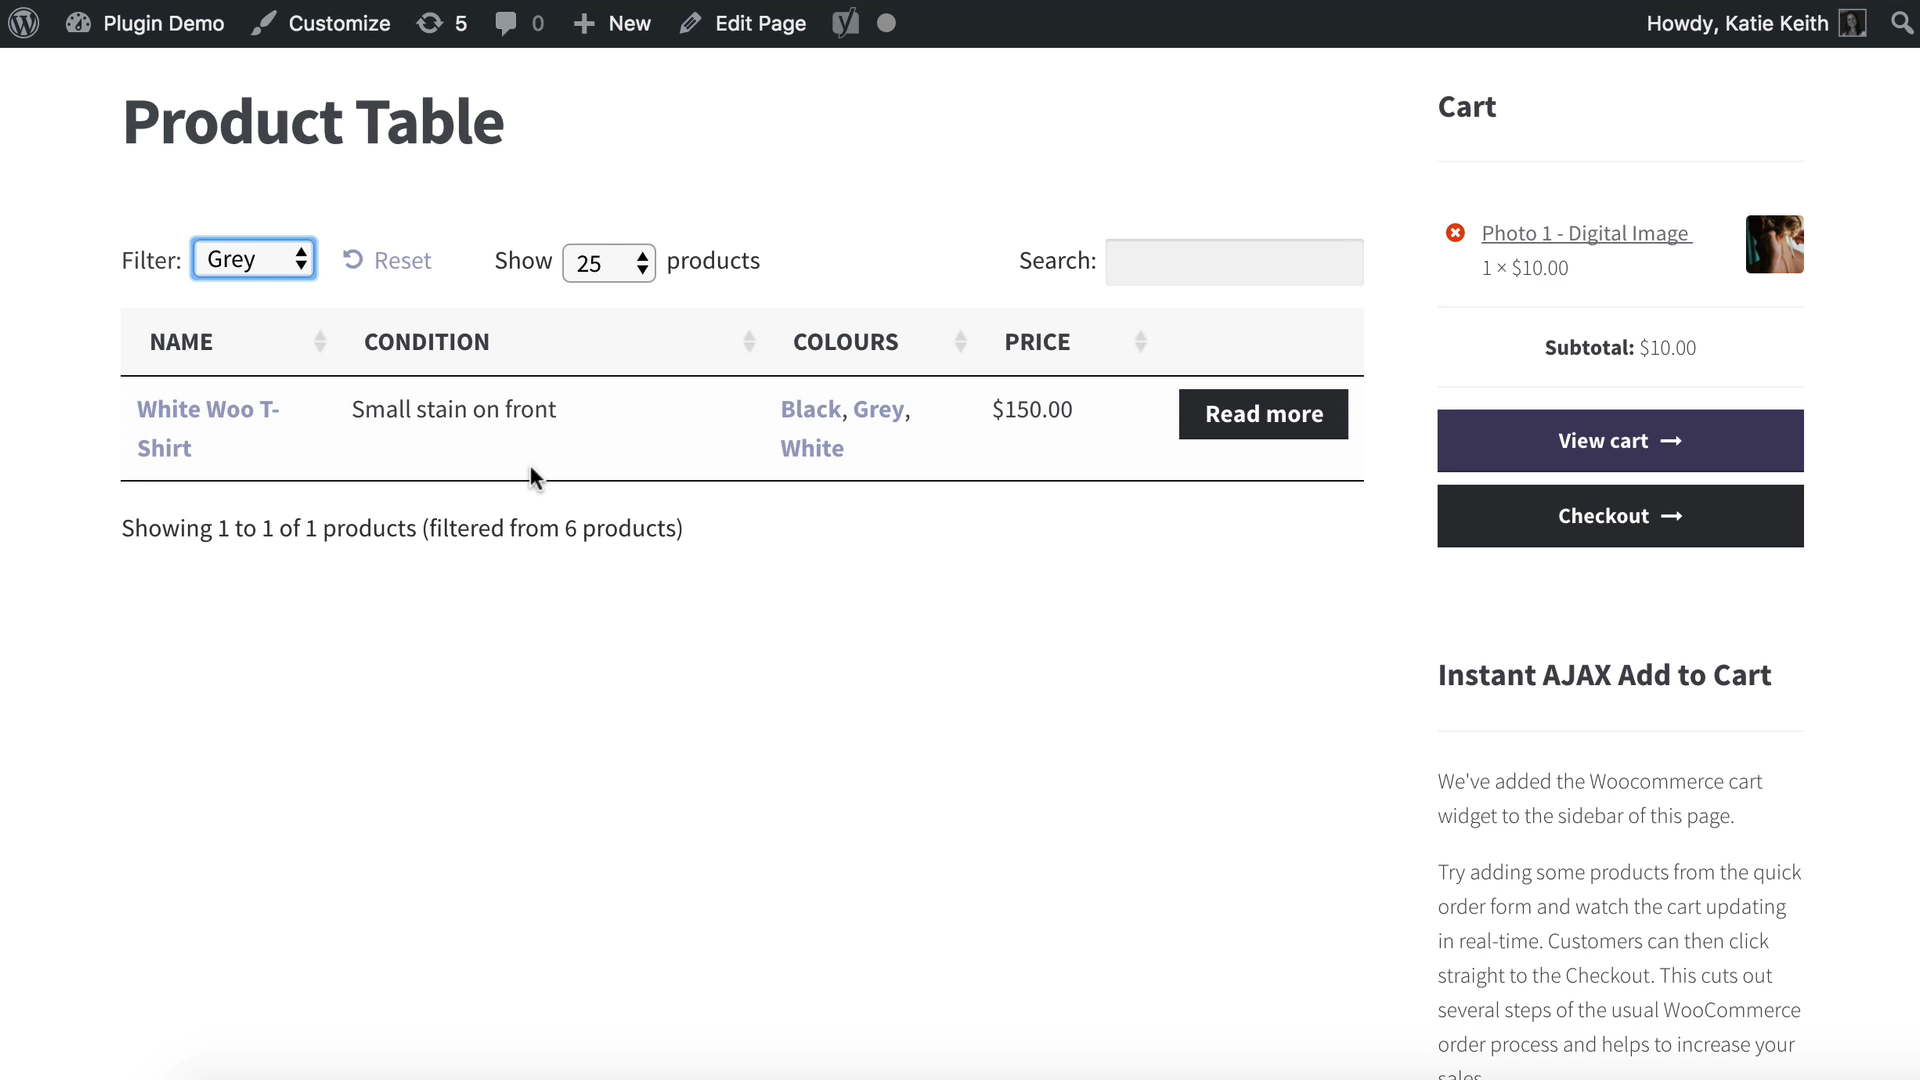 Plugin Demo Customize 5 0 New Edit Page Howdy, Katie Keith
Product Table
Filter: Grey Reset Show 25 products Search:
NAME CONDITION COLOURS PRICE
White Woo T- Small stain on front Black, Grey, $150.00 Read more
Shirt White
Showing 1 to 1 of 1 products (filtered from 6 products)
Cart
Photo 1 - Digital Image
1 × $10.00
Subtotal: $10.00
View cart →
Checkout →
Instant AJAX Add to Cart
We've added the Woocommerce cart
widget to the sidebar of this page.
Try adding some products from the quick
order form and watch the cart updating
in real-time. Customers can then click
straight to the Checkout. This cuts out
several steps of the usual WooCommerce
order process and helps to increase your
sales.